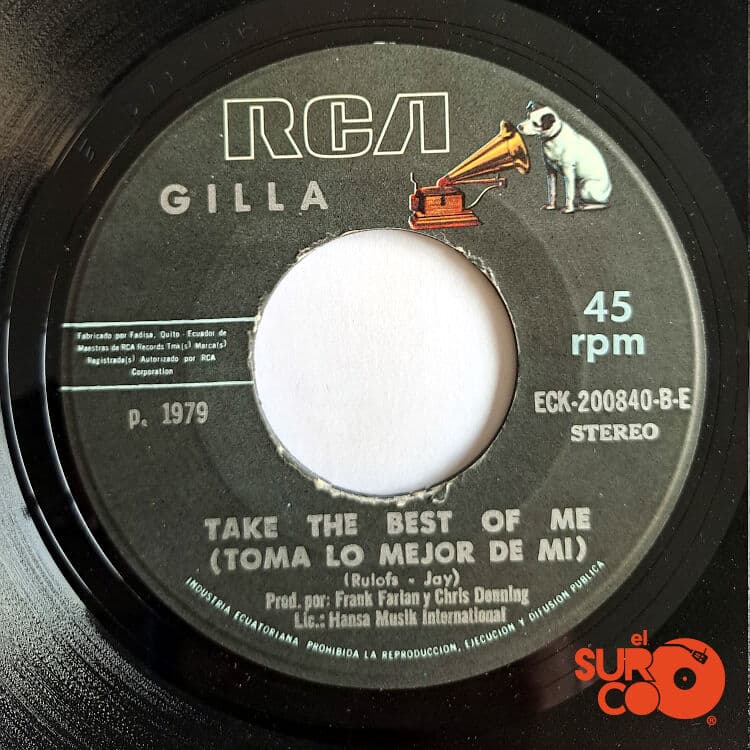 RCA
GILLA
Fabricado por Fadisa, Quito - Ecuador de
Maestras de RCA Records Tmk(s) Marca(s)
Registrada(s) Autorizado por RCA
Corporation
45
rpm
p. 1979
ECK-200840-B-E
STEREO
TAKE THE BEST OF ME
(TOMA LO MEJOR DE MI)
(Rulofs - Jay)
Prod. por: Frank Farian y Chris Denning
Lic.: Hansa Musik International
INDUSTRIA ECUATORIANA PROHIBIDA LA REPRODUCCION, EJECUCION Y DIFUSION PUBLICA
el
SURCO
®